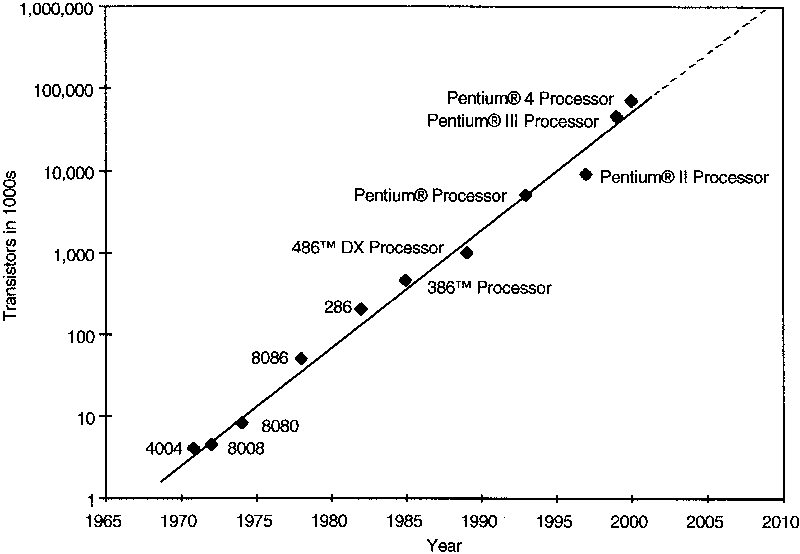 1,000,000
100,000
Pentium® 4 Processor
Pentium® III Processor
10,000
Pentium® II Processor
Pentium® Processor
486™ DX Processor
1,000
386™ Processor
286
100
8086
10
8080
4004
8008
1
1965 1970 1975 1980 1985 1990 1995 2000 2005 2010
Year
Transistors in 1000s